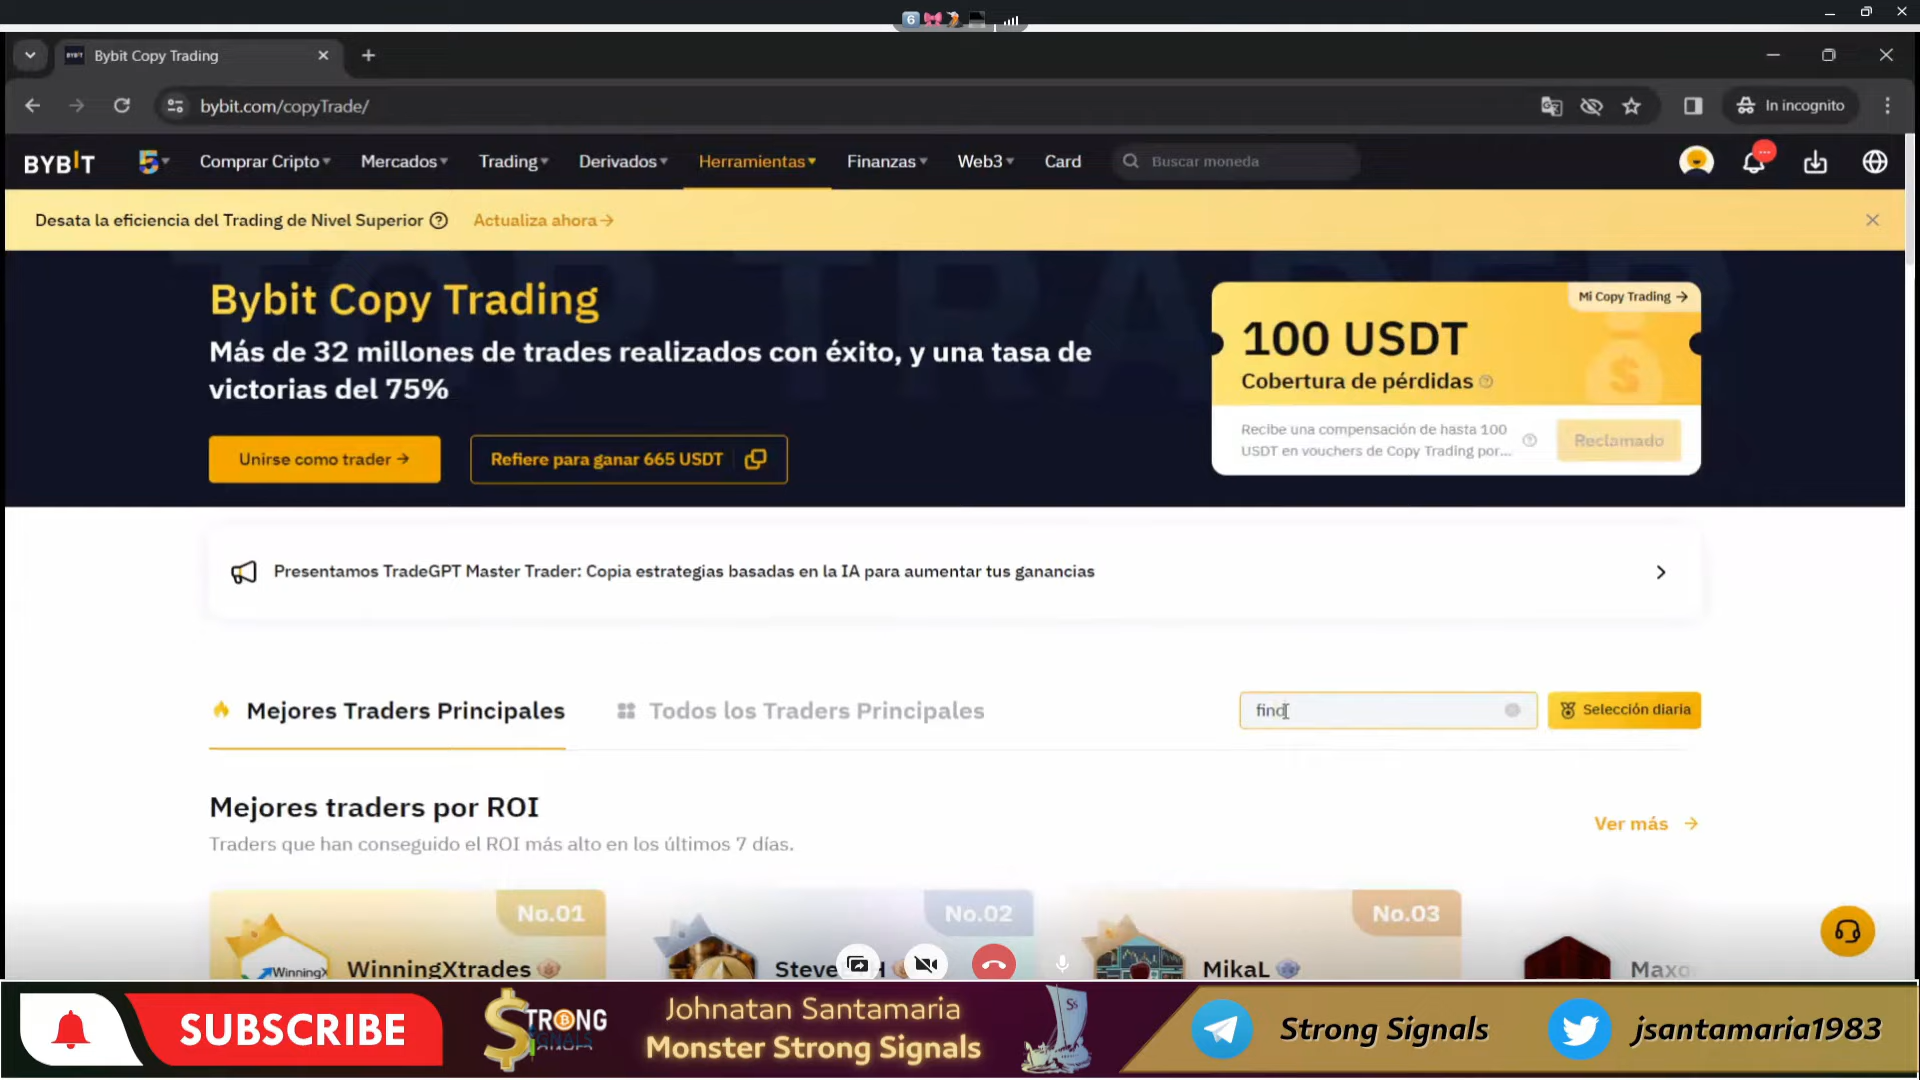 6
Bybit Copy Trading
bybit.com/copyTrade/
In incognito
BYBIT
5
Comprar Cripto
Mercados
Trading
Derivados
Herramientas
Finanzas
Web3
Card
Buscar moneda
Desata la eficiencia del Trading de Nivel Superior
Actualiza ahora→
TOP TRADER
Bybit Copy Trading
Más de 32 millones de trades realizados con éxito, y una tasa de
victorias del 75%
Unirse como trader →
Refiere para ganar 665 USDT
Mi Copy Trading →
100 USDT
Cobertura de pérdidas
Recibe una compensación de hasta 100
USDT en vouchers de Copy Trading por...
Reclamado
Presentamos TradeGPT Master Trader: Copia estrategias basadas en la IA para aumentar tus ganancias
Mejores Traders Principales
Todos los Traders Principales
find
Selección diaria
Mejores traders por ROI
Traders que han conseguido el ROI más alto en los últimos 7 días.
Ver más →
No.01
WinningX
WinningXtrades
No.02
No.03
MikaL
SUBSCRIBE
STRONG
SIGNALS
Johnatan Santamaria
Monster Strong Signals
Ss
Strong Signals
jsantamaria1983